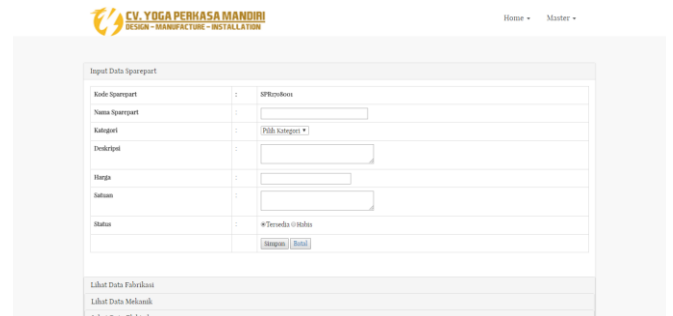 CV. YOGA PERKASA MANDIRI
DESIGN - MANUFACTURE - INSTALLATION
Home Master
Input Data Sparepart
Kode Sparepart : SPR1708001
Nama Sparepart :
Kategori : Pilih Kategori
Deskripsi :
Harga :
Satuan :
Status : Tersedia Habis
Simpan Batal
Lihat Data Fabrikasi
Lihat Data Mekanik